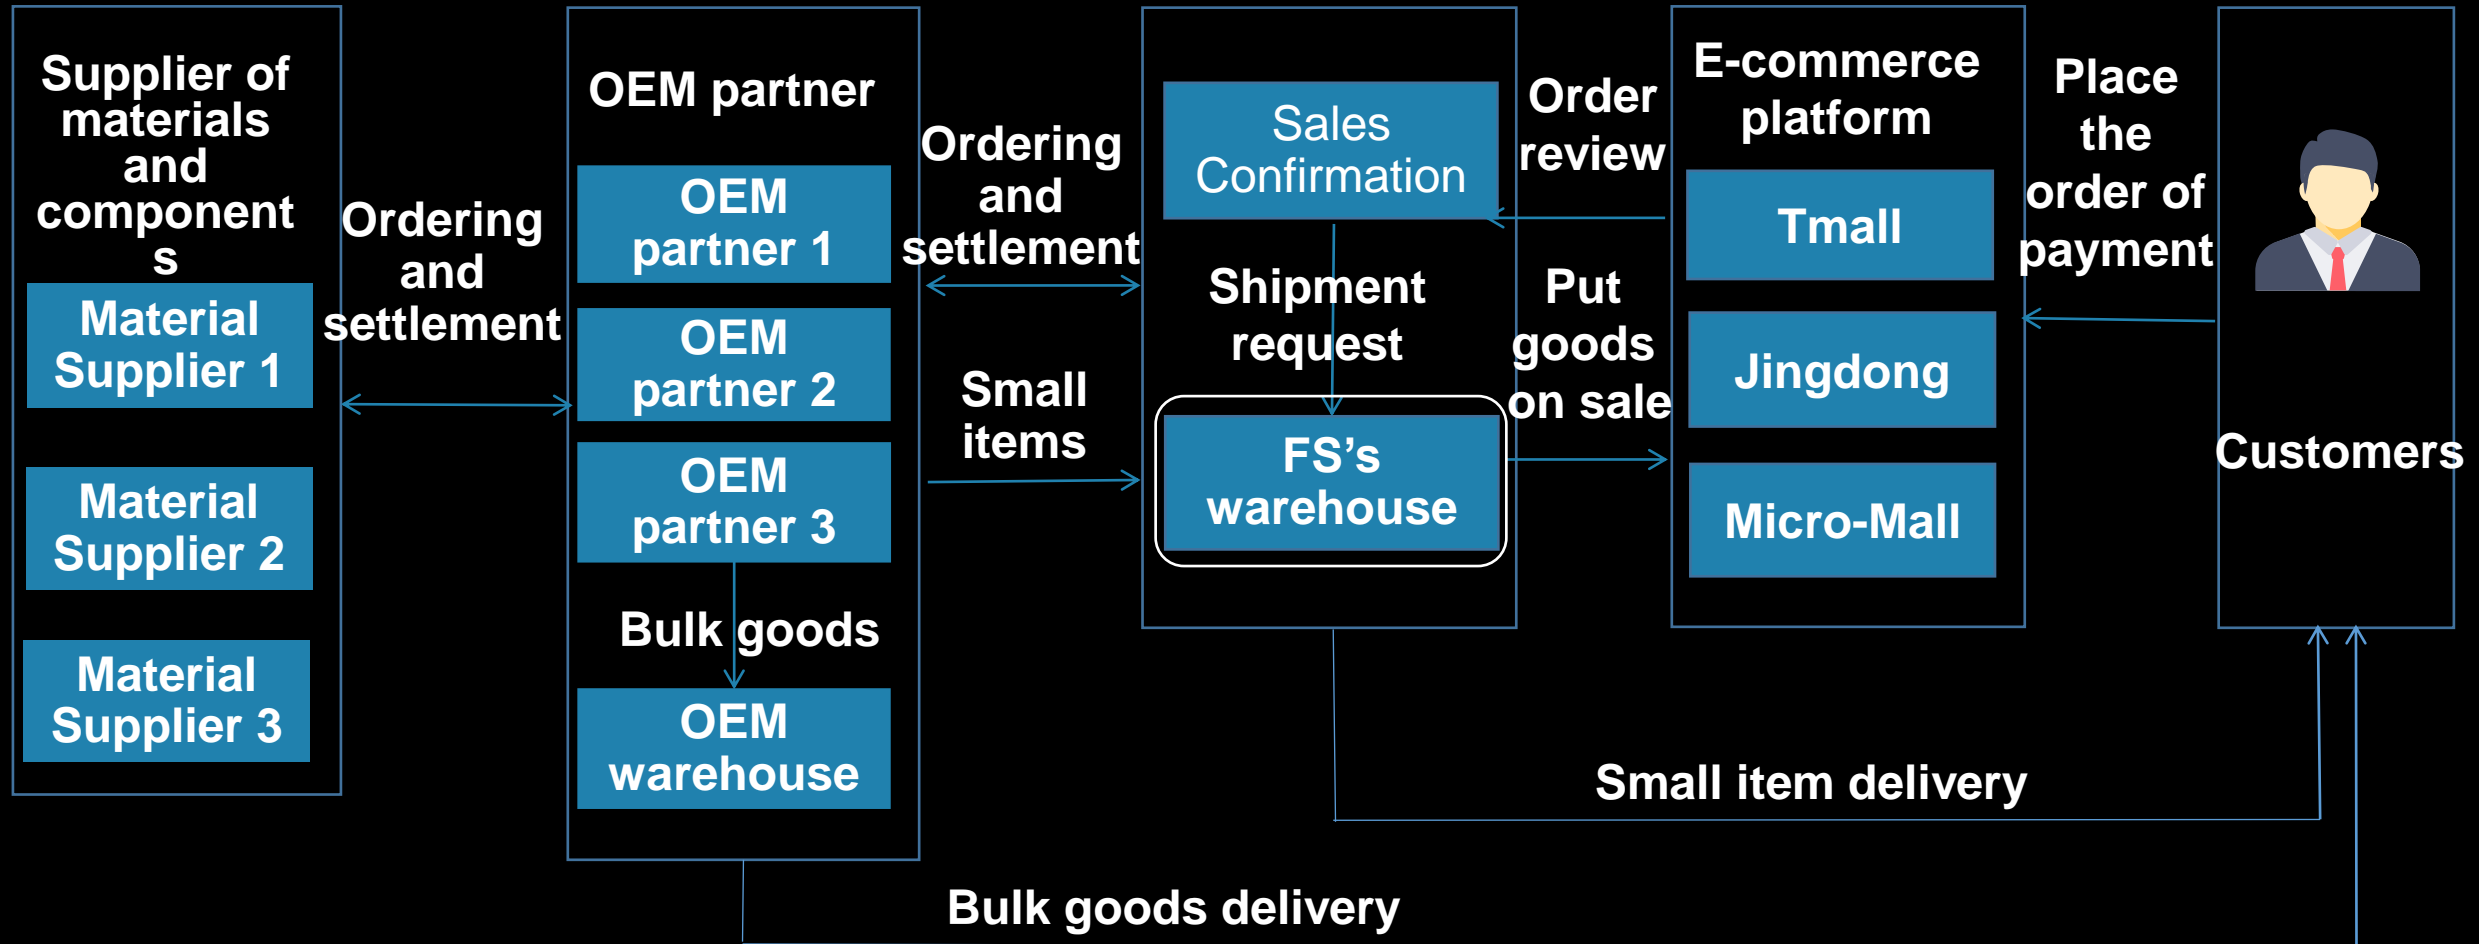 Supplier of
materials
and
component
s
Material
Supplier 1
Material
Supplier 2
Material
Supplier 3
Ordering
and
settlement
OEM partner
OEM
partner 1
OEM
partner 2
OEM
partner 3
Bulk goods
OEM
warehouse
Ordering
and
settlement
Small
items
Sales
Confirmation
Shipment
request
FS’s
warehouse
Order
review
Put
goods
on sale
E-commerce
platform
Tmall
Jingdong
Micro-Mall
Place
the
order of
payment
Customers
Small item delivery
Bulk goods delivery